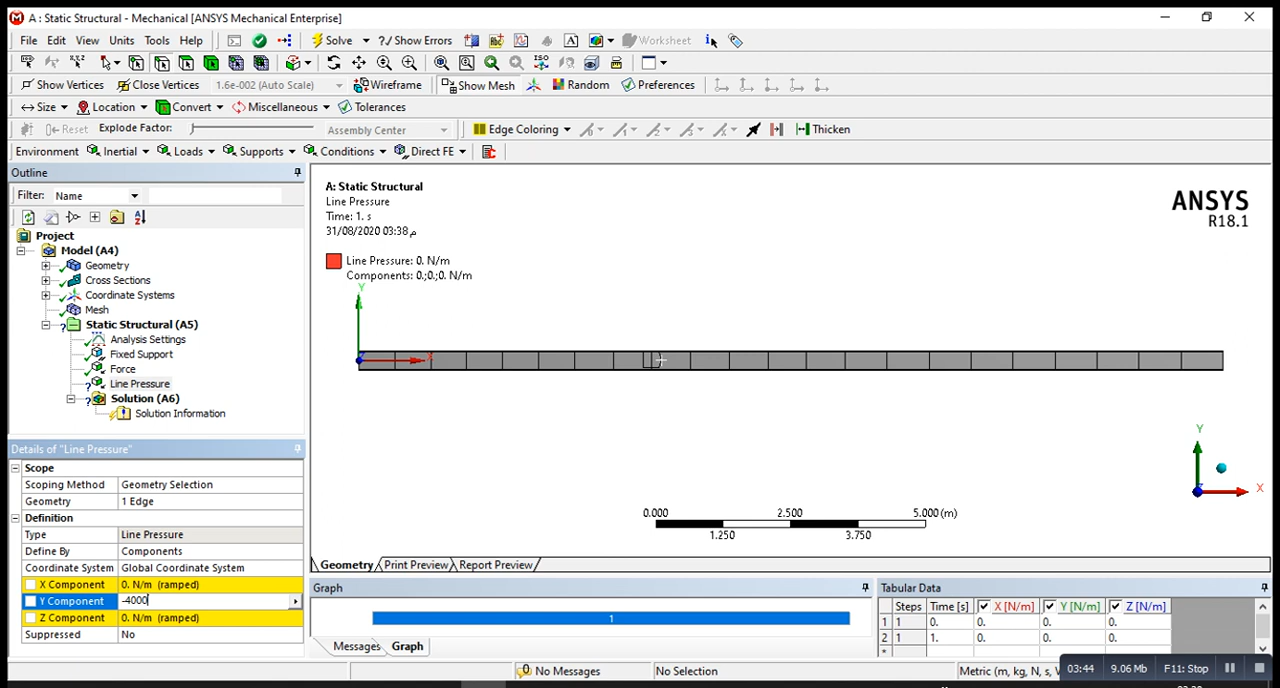 A : Static Structural - Mechanical [ANSYS Mechanical Enterprise]
File Edit View Units Tools Help Solve ?/ Show Errors Worksheet
Show Vertices Close Vertices 1.6e-002 (Auto Scale) Wireframe Show Mesh Random Preferences
Size Location Convert Miscellaneous Tolerances
Reset Explode Factor: Assembly Center Edge Coloring Thicken
Environment Inertial Loads Supports Conditions Direct FE
Outline
Filter: Name
Project
Model (A4)
Geometry
Cross Sections
Coordinate Systems
Mesh
Static Structural (A5)
Analysis Settings
Fixed Support
Force
Line Pressure
Solution (A6)
Solution Information
A: Static Structural
Line Pressure
Time: 1. s
31/08/2020 03:38 م
Line Pressure: 0. N/m
Components: 0.;0.;0. N/m
ANSYS
R18.1
Y
Z X
Y
X
0.000 2.500 5.000 (m)
1.250 3.750
Details of "Line Pressure"
Scope
Scoping Method Geometry Selection
Geometry 1 Edge
Definition
Type Line Pressure
Define By Components
Coordinate System Global Coordinate System
X Component 0. N/m (ramped)
Y Component -4000
Z Component 0. N/m (ramped)
Suppressed No
Geometry Print Preview Report Preview
Graph
1
Messages Graph
Tabular Data
Steps Time [s] X [N/m] Y [N/m] Z [N/m]
1 1 0. 0. 0. 0.
2 1 1. 0. 0. 0.
*
No Messages No Selection Metric (m, kg, N, s, V
03:44 9.06 Mb F11: Stop